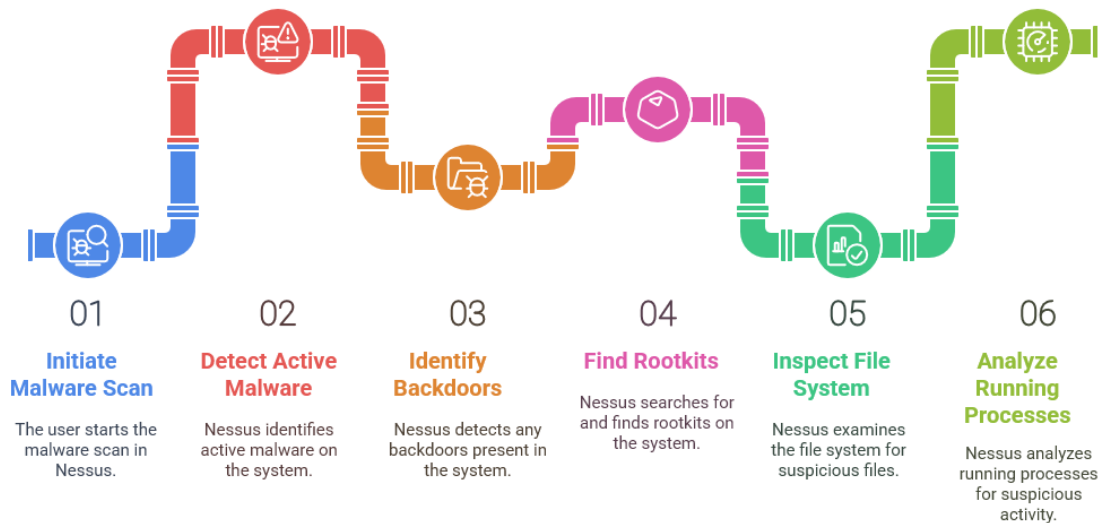 01
Initiate
Malware Scan
The user starts the
malware scan in
Nessus.
02
Detect Active
Malware
Nessus identifies
active malware on
the system.
03
Identify
Backdoors
Nessus detects any
backdoors present in
the system.
04
Find Rootkits
Nessus searches for
and finds rootkits on
the system.
05
Inspect File
System
Nessus examines
the file system for
suspicious files.
06
Analyze
Running
Processes
Nessus analyzes
running processes
for suspicious
activity.